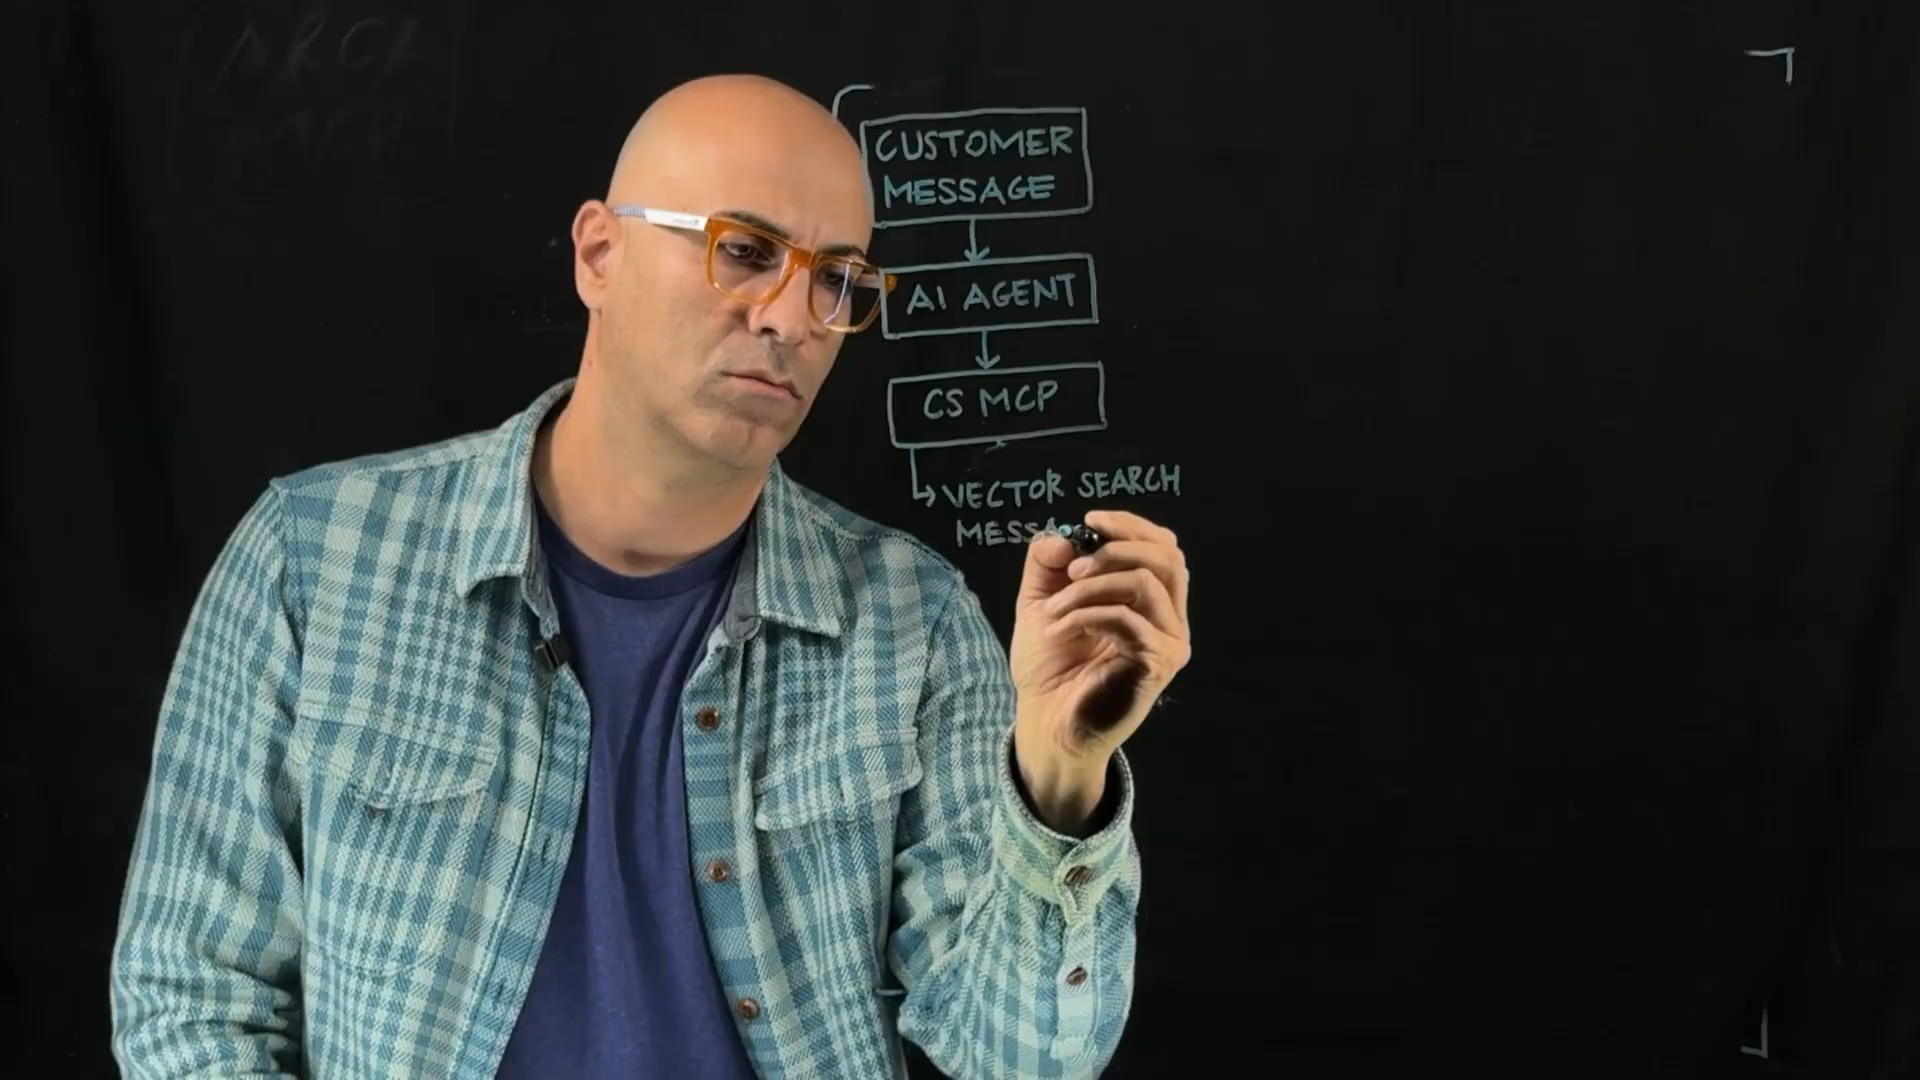 CUSTOMER
MESSAGE
AI AGENT
CS MCP
VECTOR SEARCH